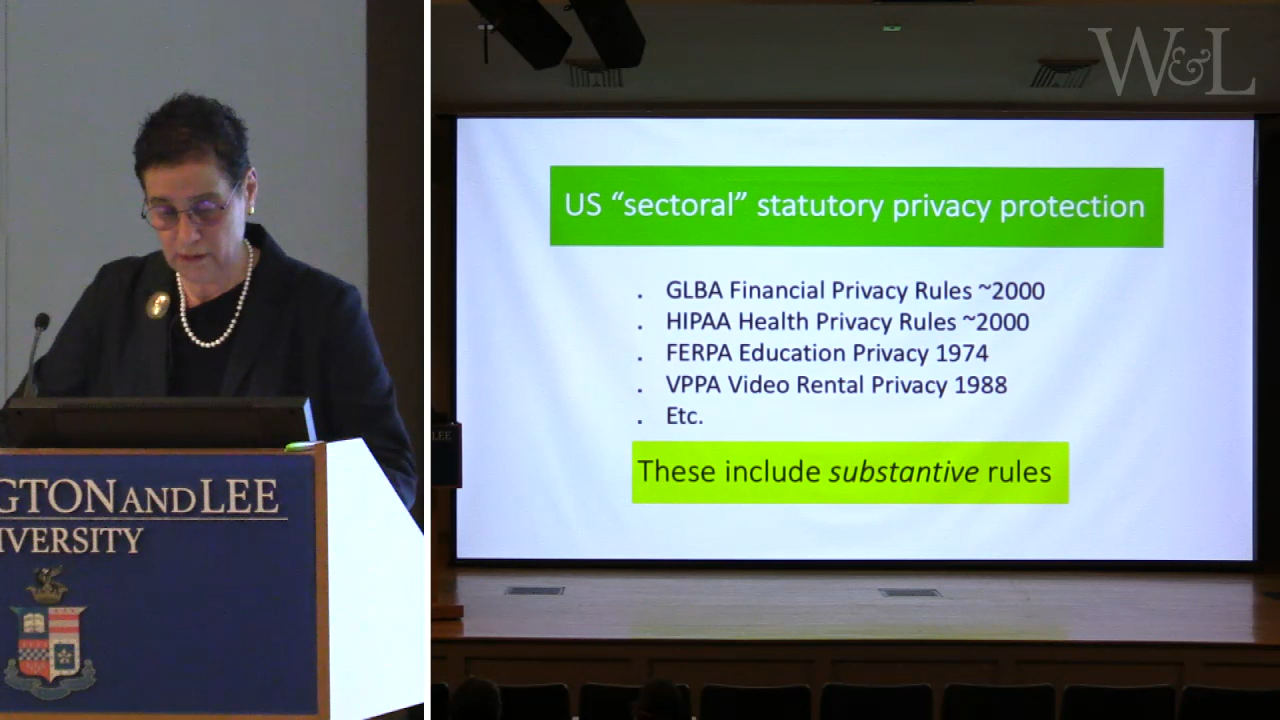 W&L
US “sectoral” statutory privacy protection
. GLBA Financial Privacy Rules ~2000
. HIPAA Health Privacy Rules ~2000
. FERPA Education Privacy 1974
. VPPA Video Rental Privacy 1988
. Etc.
These include substantive rules
GTON AND LEE
IVERSITY
LEE